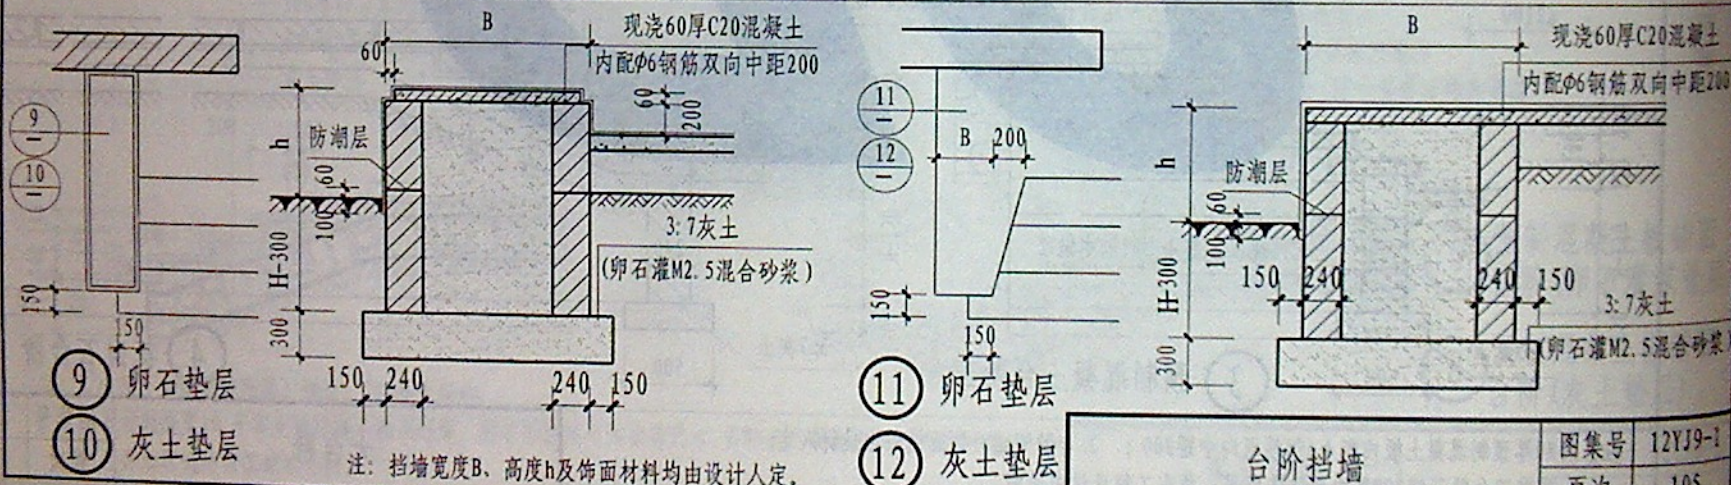 B
现浇60厚C20混凝土
内配ф6钢筋双向中距200
60
60
200
9
—
10
—
h
防潮层
60
100
H-300
300
3:7灰土
(卵石灌M2.5混合砂浆)
150
150
150
240
240
150
9 卵石垫层
10 灰土垫层
注: 挡墙宽度B、高度h及饰面材料均由设计人定。
11
—
12
—
B
200
150
150
11 卵石垫层
12 灰土垫层
B
现浇60厚C20混凝土
内配ф6钢筋双向中距200
h
防潮层
60
100
H-300
300
150
240
240
150
3:7灰土
(卵石灌M2.5混合砂浆
台阶挡墙
图集号
12YJ9-1
页次
105